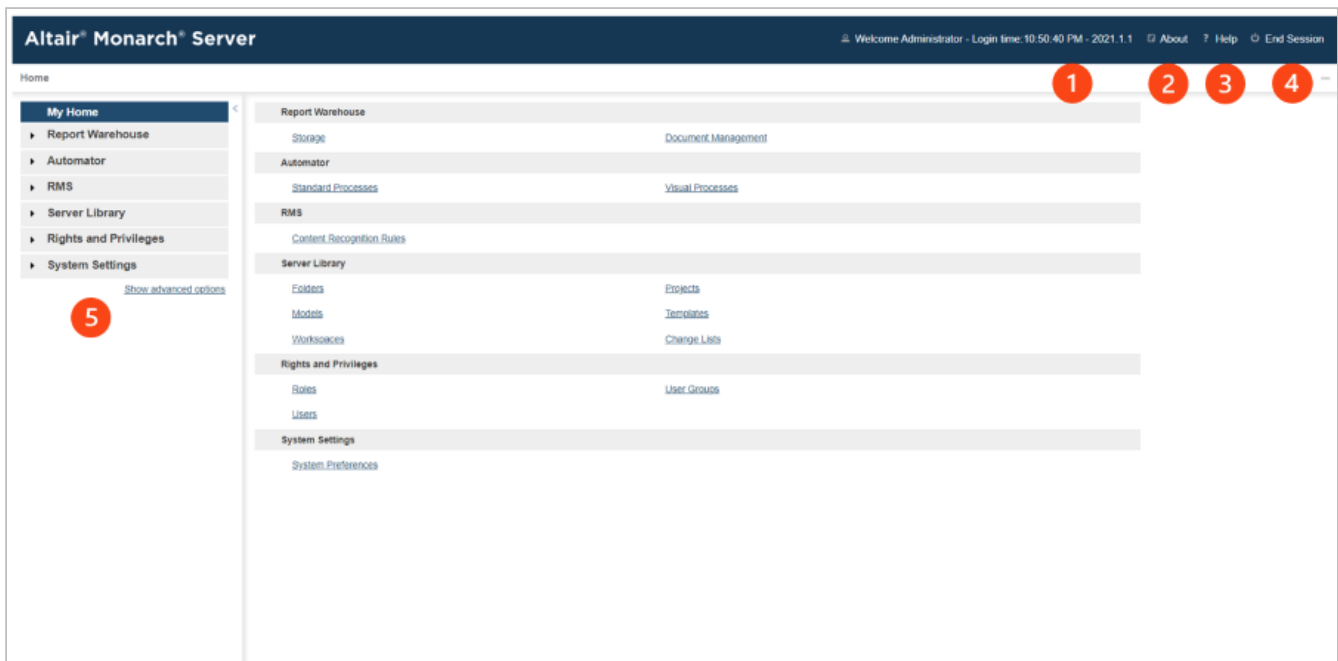 Altair® Monarch® Server
Welcome Administrator - Login time:10:50:40 PM - 2021.1.1 About ? Help End Session
Home
1 2 3 4
My Home
Report Warehouse
Automator
RMS
Server Library
Rights and Privileges
System Settings
Show advanced options
5
Report Warehouse
Storage Document Management
Automator
Standard Processes Visual Processes
RMS
Content Recognition Rules
Server Library
Folders Projects
Models Templates
Workspaces Change Lists
Rights and Privileges
Roles User Groups
Users
System Settings
System Preferences